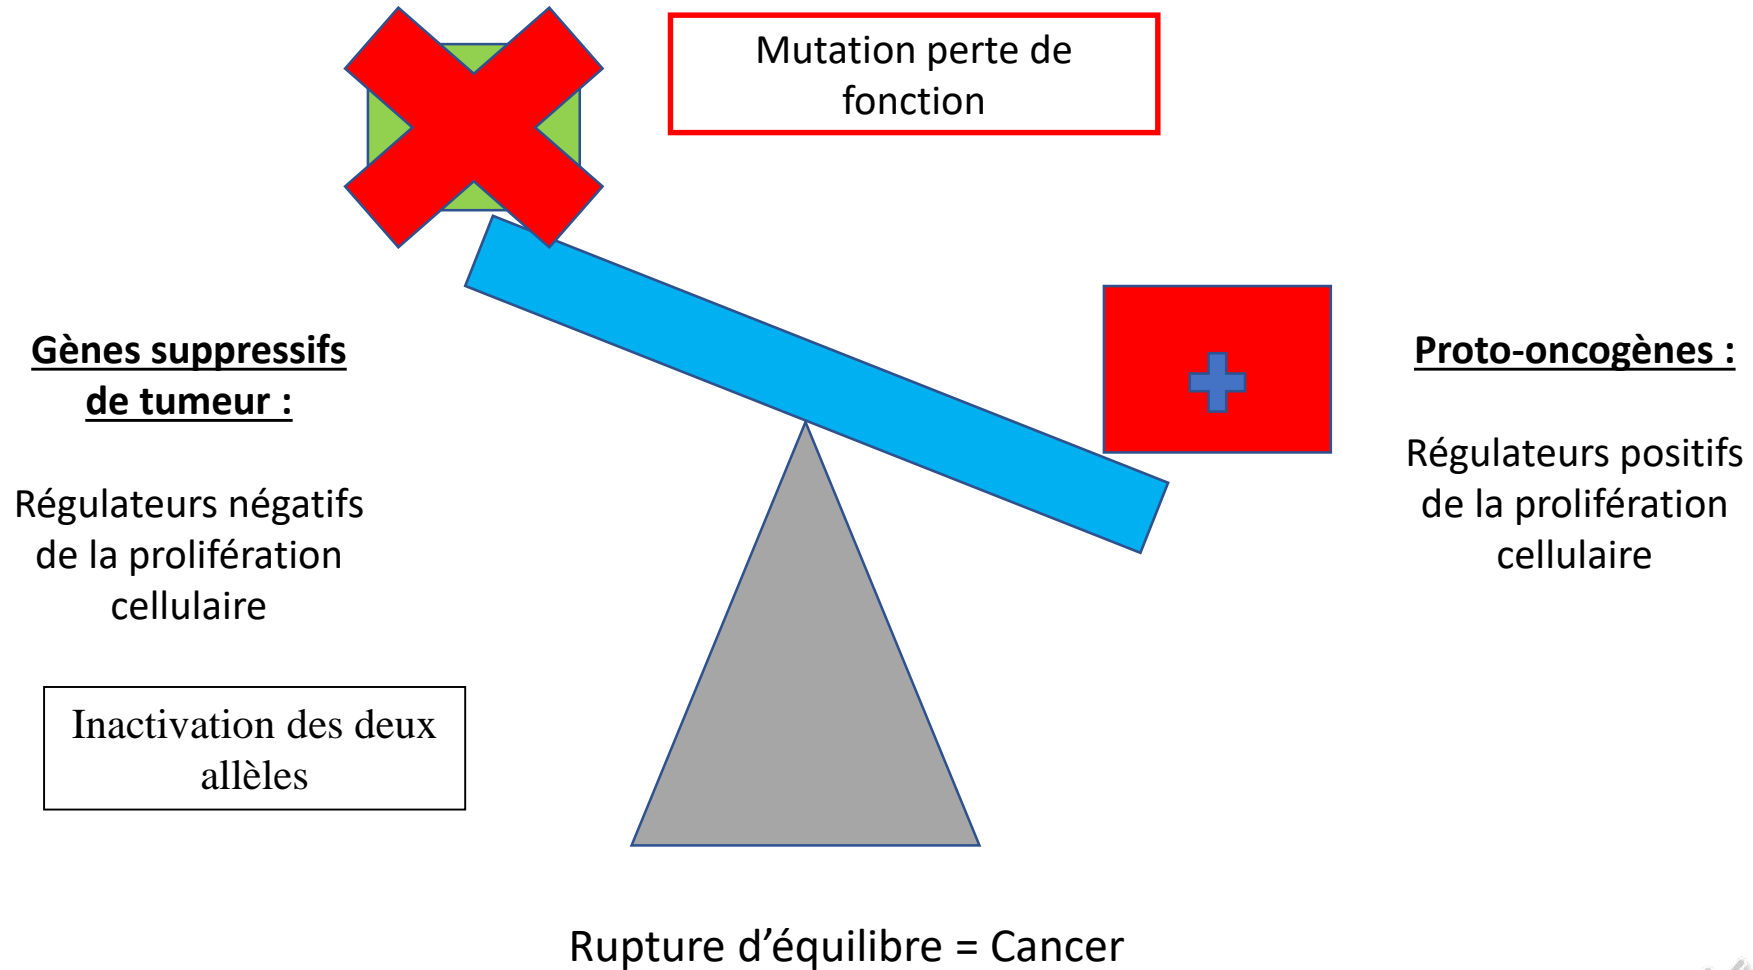 Mutation perte de
fonction
Gènes suppressifs
de tumeur :
Régulateurs négatifs
de la prolifération
cellulaire
Inactivation des deux
allèles
Proto-oncogènes :
Régulateurs positifs
de la prolifération
cellulaire
Rupture d’équilibre = Cancer